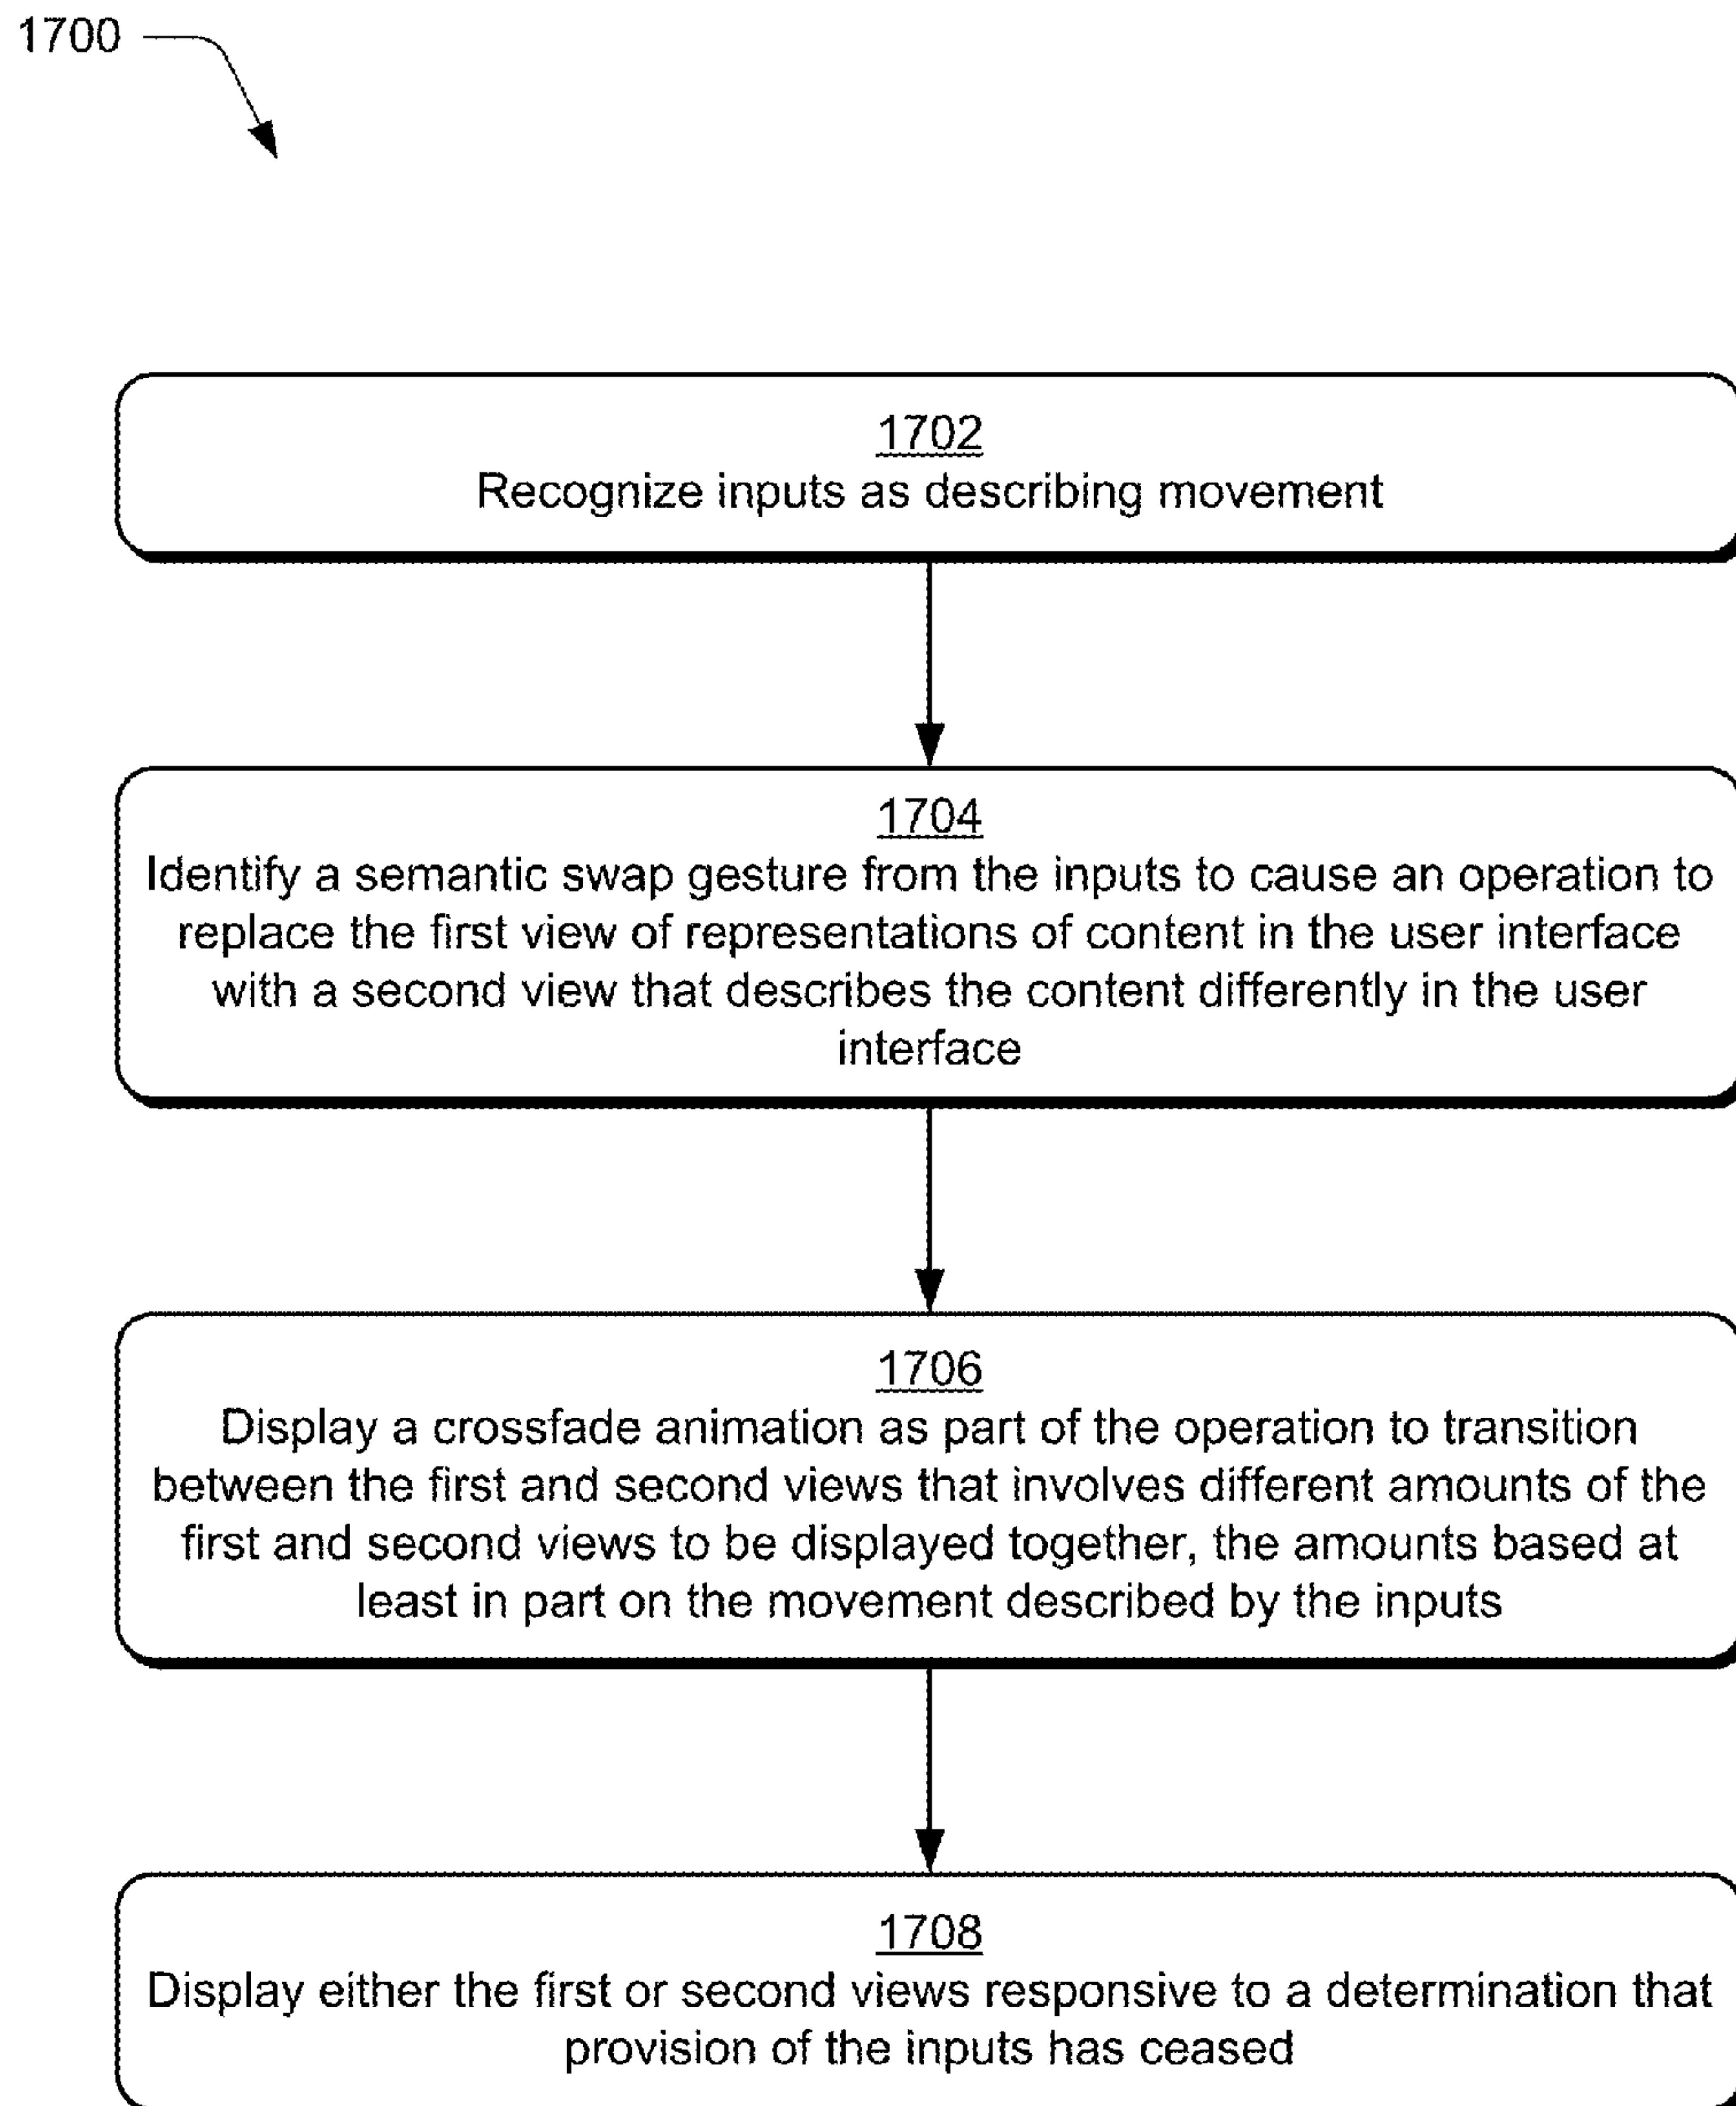 1700
1702
Recognize inputs as describing movement
1704
Identify a semantic swap gesture from the inputs to cause an operation to
replace the first view of representations of content in the user interface
with a second view that describes the content differently in the user
interface
1706
Display a crossfade animation as part of the operation to transition
between the first and second views that involves different amounts of the
first and second views to be displayed together, the amounts based at
least in part on the movement described by the inputs
1708
Display either the first or second views responsive to a determination that
provision of the inputs has ceased